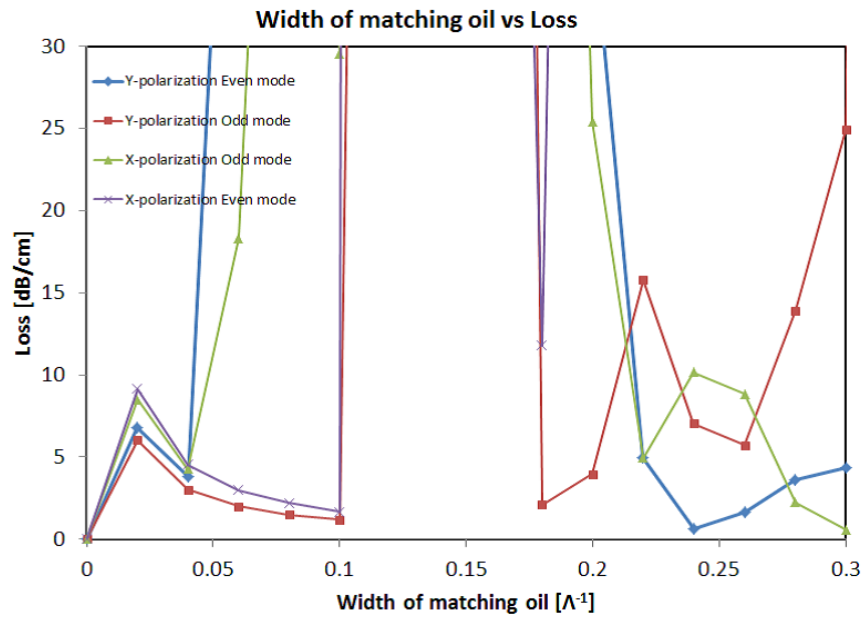 Width of matching oil vs Loss
30
25
20
15
10
5
0
Loss [dB/cm]
Y-polarization Even mode
Y-polarization Odd mode
X-polarization Odd mode
X-polarization Even mode
0 0.05 0.1 0.15 0.2 0.25 0.3
Width of matching oil [Λ⁻¹]